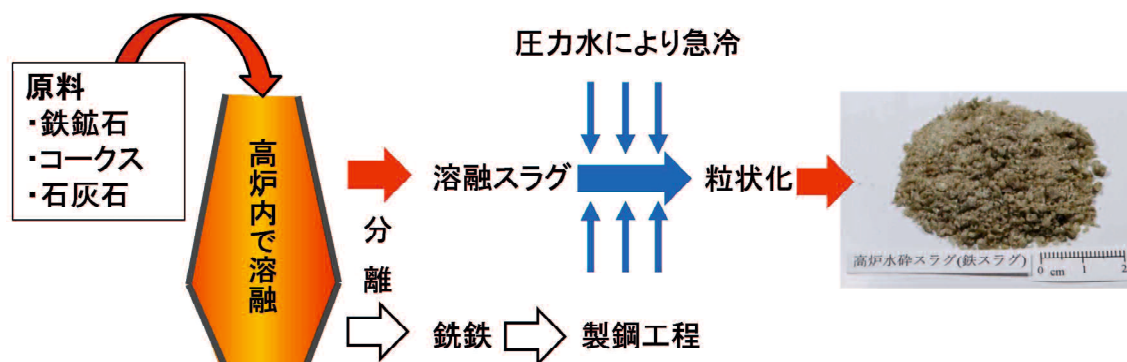 原料
・鉄鉱石
・コークス
・石灰石
高炉内で溶融
分離
圧力水により急冷
溶融スラグ
粒状化
銑鉄
製鋼工程
高炉水砕スラグ(鉄スラグ)
0 cm 1 2